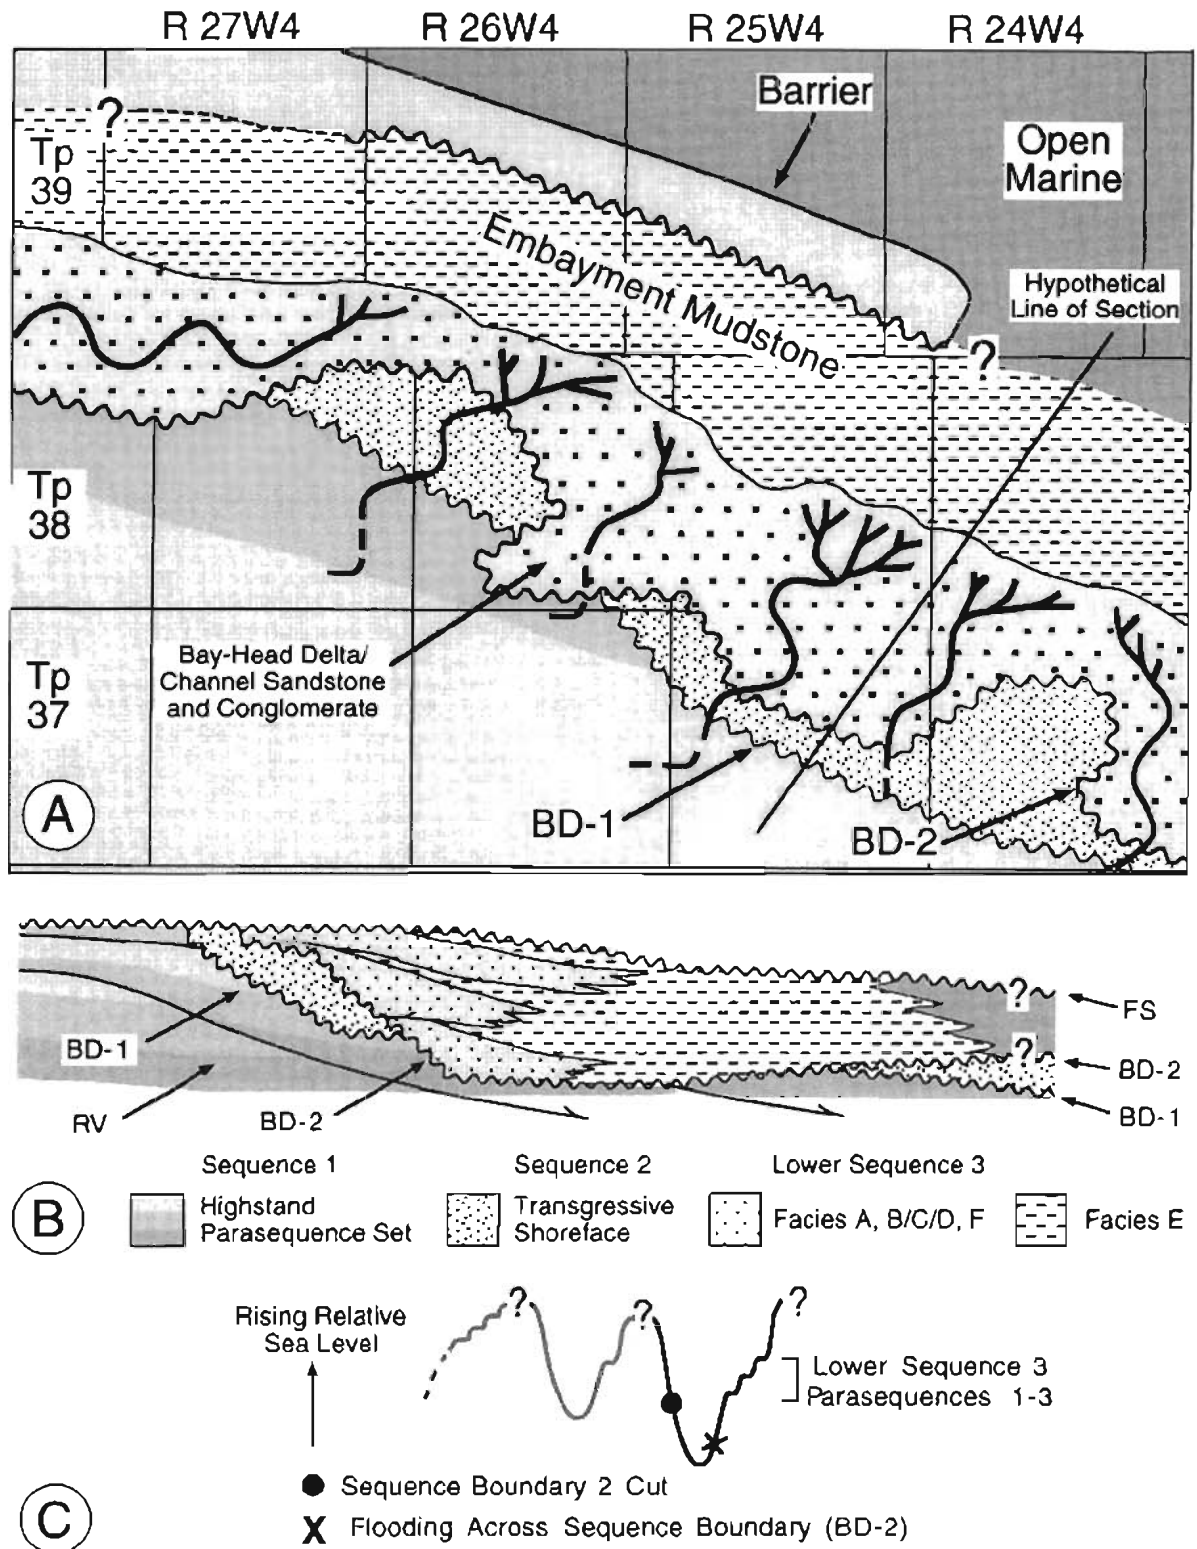 R 27W4 R 26W4 R 25W4 R 24W4
Barrier
?
Tp
39
Open
Marine
Embayment Mudstone
Hypothetical
Line of Section
?
Tp
38
Bay-Head Delta/
Channel Sandstone
and Conglomerate
Tp
37
A
BD-1
BD-2
?
FS
BD-1
?
BD-2
RV
BD-2
BD-1
Sequence 1 Sequence 2 Lower Sequence 3
B
Highstand
Parasequence Set
Transgressive
Shoreface
Facies A, B/C/D, F
Facies E
? ? ?
Rising Relative
Sea Level
Lower Sequence 3
Parasequences 1-3
Sequence Boundary 2 Cut
C
X Flooding Across Sequence Boundary (BD-2)